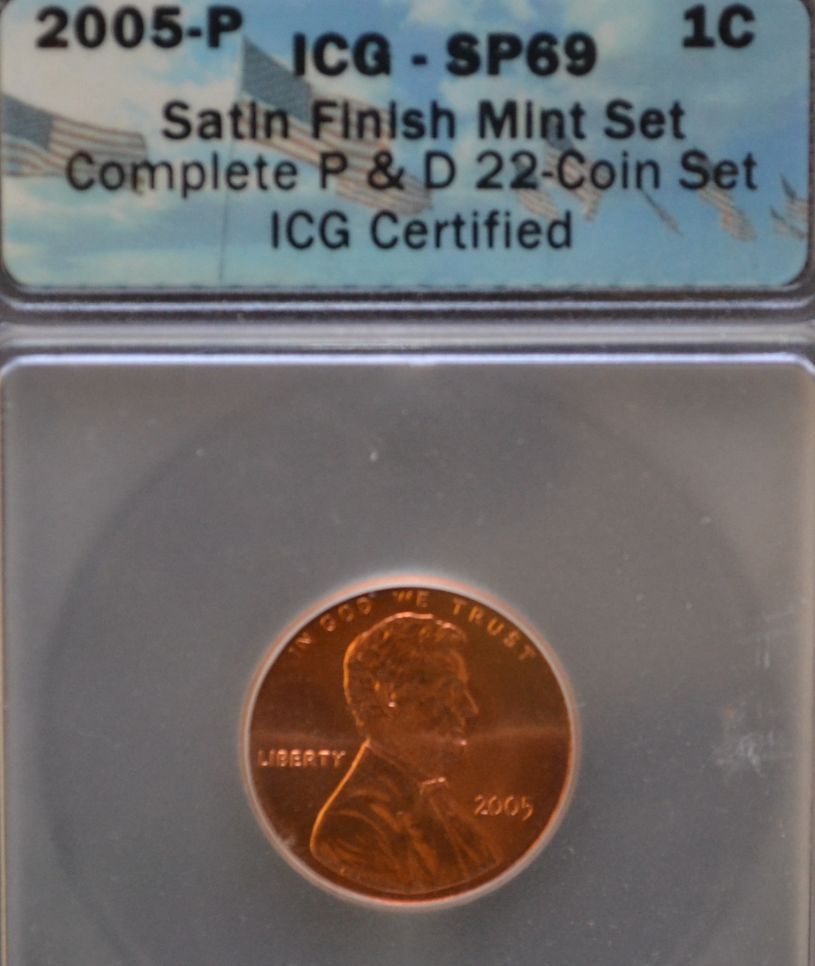 2005-P ICG - SP69 1C
Satin Finish Mint Set
Complete P & D 22-Coin Set
ICG Certified
IN GOD WE TRUST
LIBERTY
2005